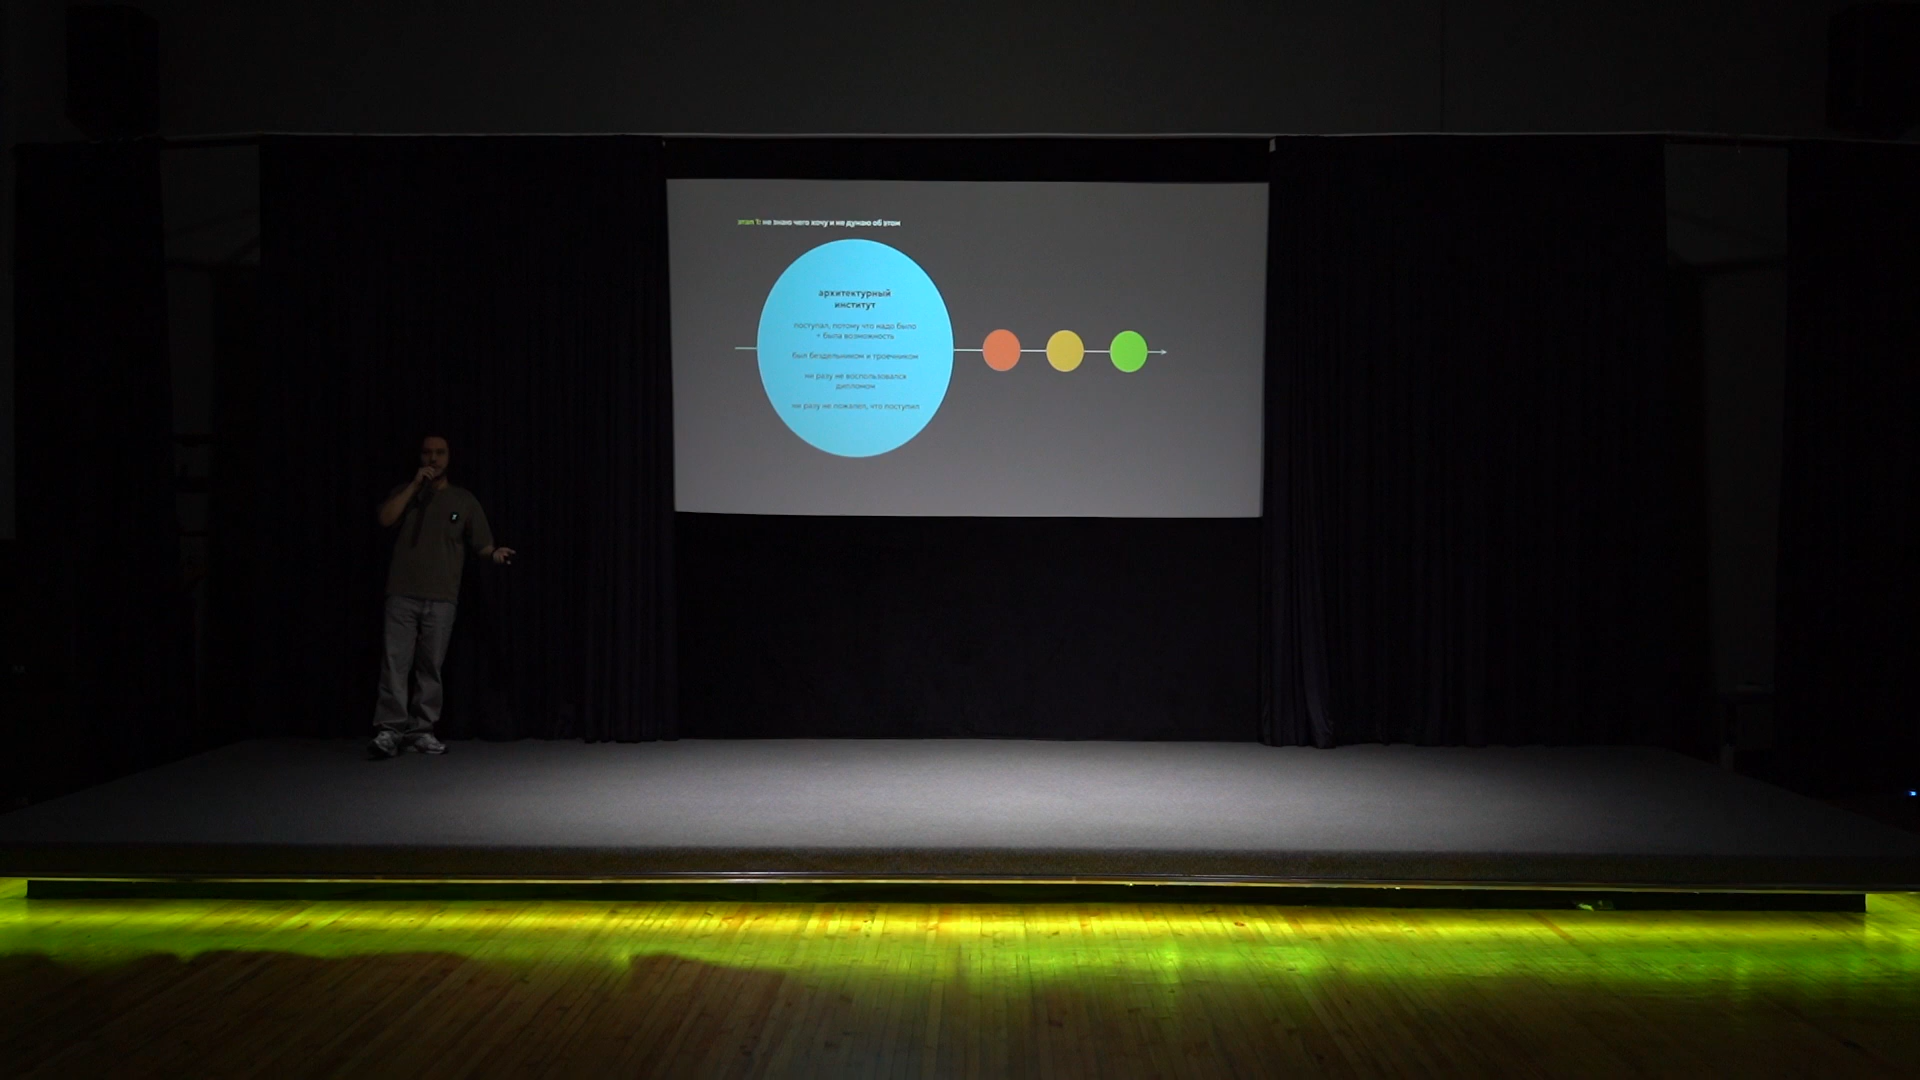 этап 1: не знаю чего хочу и не думаю об этом
архитектурный
институт
поступал, потому что надо было
+ была возможность
был бездельником и троечником
ни разу не воспользовался
дипломом
ни разу не пожалел, что поступил